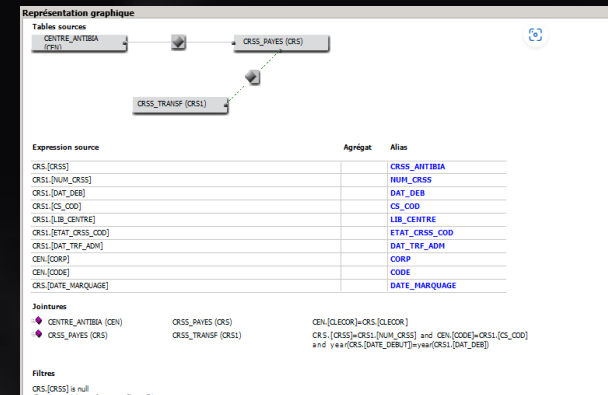 Représentation graphique
Tables sources
CENTRE_ANTIBIA
(CEN)
CRSS_PAYES (CRS)
CRSS_TRANSF (CRS1)
Expression source Agrégat Alias
CRS.[CRSS] CRSS_ANTIBIA
CRS1.[NUM_CRSS] NUM_CRSS
CRS1.[DAT_DEB] DAT_DEB
CRS1.[CS_COD] CS_COD
CRS1.[LIB_CENTRE] LIB_CENTRE
CRS1.[ETAT_CRSS_COD] ETAT_CRSS_COD
CRS1.[DAT_TRF_ADM] DAT_TRF_ADM
CEN.[CORP] CORP
CEN.[CODE] CODE
CRS.[DATE_MARQUAGE] DATE_MARQUAGE
Jointures
CENTRE_ANTIBIA (CEN) CRSS_PAYES (CRS) CEN.[CLECOR]=CRS.[CLECOR]
CRSS_PAYES (CRS) CRSS_TRANSF (CRS1) CRS.[CRSS]=CRS1.[NUM_CRSS] and CEN.[CODE]=CRS1.[CS_COD]
and year(CRS.[DATE_DEBUT])=year(CRS1.[DAT_DEB])
Filtres
CRS.[CRSS] is null